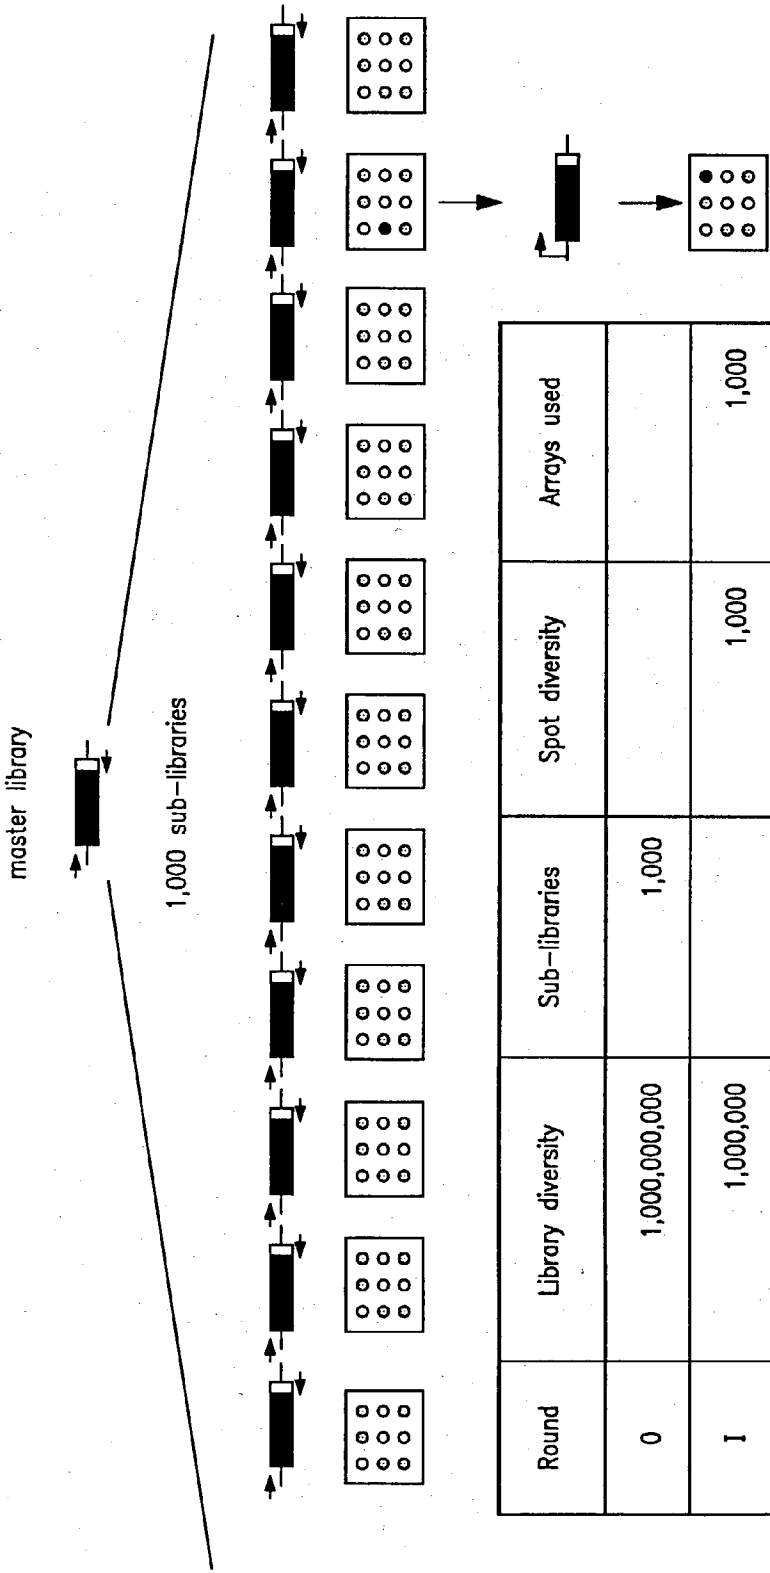 master library
1,000 sub-libraries
Round Library diversity Sub-libraries Spot diversity Arrays used
0 1,000,000,000 1,000
I 1,000,000 1,000 1,000